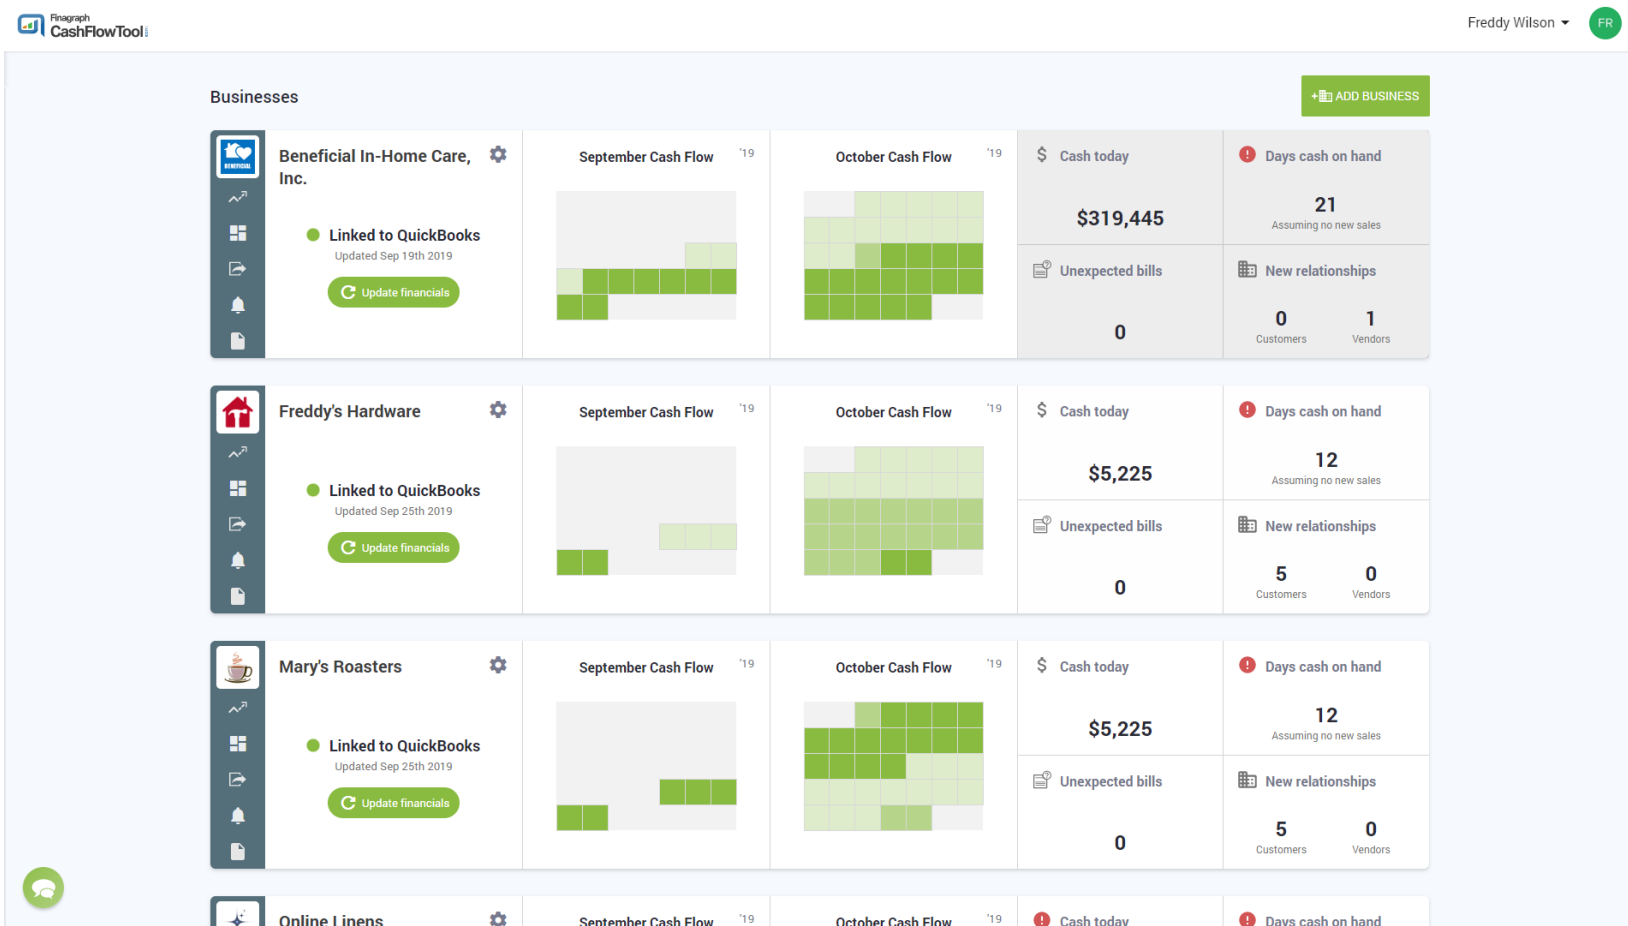 Finagraph
CashFlowTool
Freddy Wilson
FR
Businesses
+ ADD BUSINESS
BENEFICIAL
Beneficial In-Home Care,
Inc.
Linked to QuickBooks
Updated Sep 19th 2019
Update financials
September Cash Flow '19
October Cash Flow '19
$ Cash today
$319,445
Days cash on hand
21
Assuming no new sales
Unexpected bills
0
New relationships
0 1
Customers Vendors
Freddy's Hardware
Linked to QuickBooks
Updated Sep 25th 2019
Update financials
September Cash Flow '19
October Cash Flow '19
$ Cash today
$5,225
Days cash on hand
12
Assuming no new sales
Unexpected bills
0
New relationships
5 0
Customers Vendors
Mary's Roasters
Linked to QuickBooks
Updated Sep 25th 2019
Update financials
September Cash Flow '19
October Cash Flow '19
$ Cash today
$5,225
Days cash on hand
12
Assuming no new sales
Unexpected bills
0
New relationships
5 0
Customers Vendors
Online Linens
September Cash Flow '19
October Cash Flow '19
Cash today
Days cash on hand